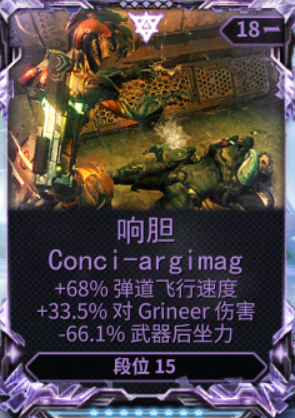 18
响胆
Conci-argimag
+68% 弹道飞行速度
+33.5% 对 Grineer 伤害
-66.1% 武器后坐力
段位 15